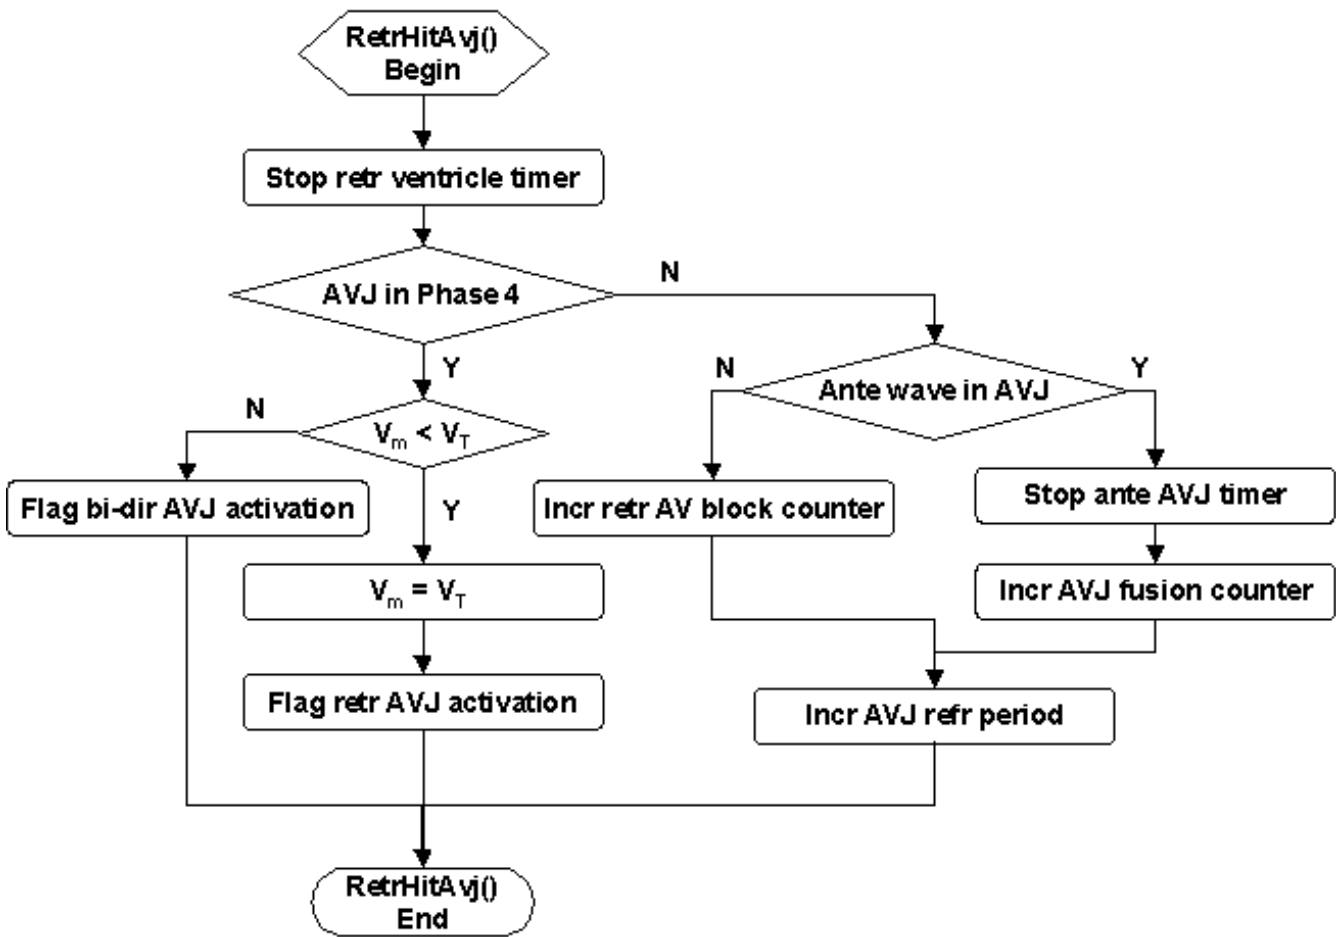 RetrHitAvj()
Begin
Stop retr ventricle timer
AVJ in Phase 4
N
Y
N
Ante wave in AVJ
Y
N
Vm < VT
Y
Flag bi-dir AVJ activation
Incr retr AV block counter
Stop ante AVJ timer
Vm = VT
Incr AVJ fusion counter
Flag retr AVJ activation
Incr AVJ refr period
RetrHitAvj()
End